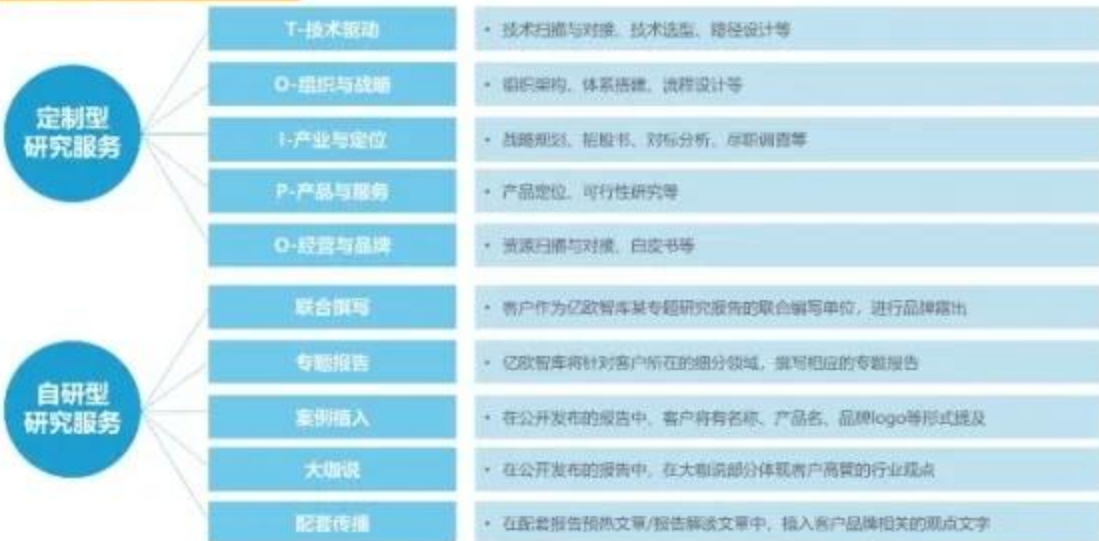 定制型
研究服务
T-技术驱动
• 技术扫描与对接、技术选型、路径设计等
O-组织与战略
• 组织架构、体系搭建、流程设计等
I-产业与定位
• 战略规划、招股书、对标分析、尽职调查等
P-产品与服务
• 产品定位、可行性研究等
O-经营与品牌
• 资源扫描与对接、白皮书等
自研型
研究服务
联合撰写
• 客户作为亿欧智库某专题研究报告的联合编写单位，进行品牌露出
专题报告
• 亿欧智库将针对客户所在的细分领域，撰写相应的专题报告
案例植入
• 在公开发布的报告中，客户将有名称、产品名、品牌logo等形式提及
大咖说
• 在公开发布的报告中，在大咖说部分体现客户高管的行业观点
配套传播
• 在配套报告预热文章/报告解读文章中，植入客户品牌相关的观点文字